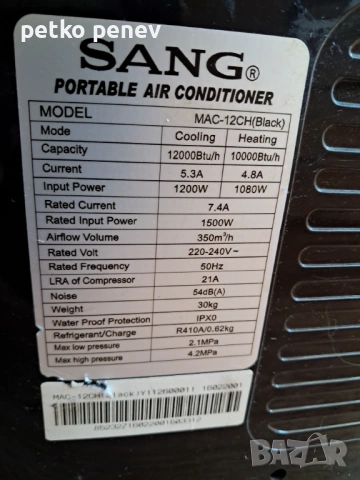 petko penev
SANG®
PORTABLE AIR CONDITIONER
MODEL MAC-12CH(Black)
Mode Cooling Heating
Capacity 12000Btu/h 10000Btu/h
Current 5.3A 4.8A
Input Power 1200W 1080W
Rated Current 7.4A
Rated Input Power 1500W
Airflow Volume 350m³/h
Rated Volt 220-240V~
Rated Frequency 50Hz
LRA of Compressor 21A
Noise 54dB(A)
Weight 30kg
Water Proof Protection IPX0
Refrigerant/Charge R410A/0.62kg
Max low pressure 2.1MPa
Max high pressure 4.2MPa
BAZAR